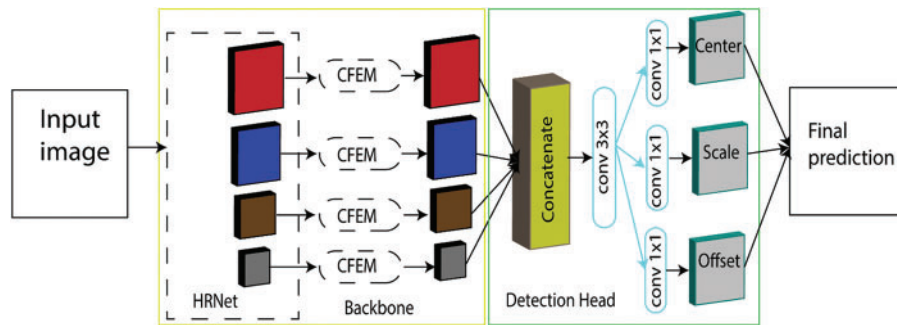 Input
image
HRNet
CFEM
CFEM
CFEM
CFEM
Backbone
Concatenate
conv 3x3
conv 1x1
conv 1x1
conv 1x1
Center
Scale
Offset
Detection Head
Final
prediction